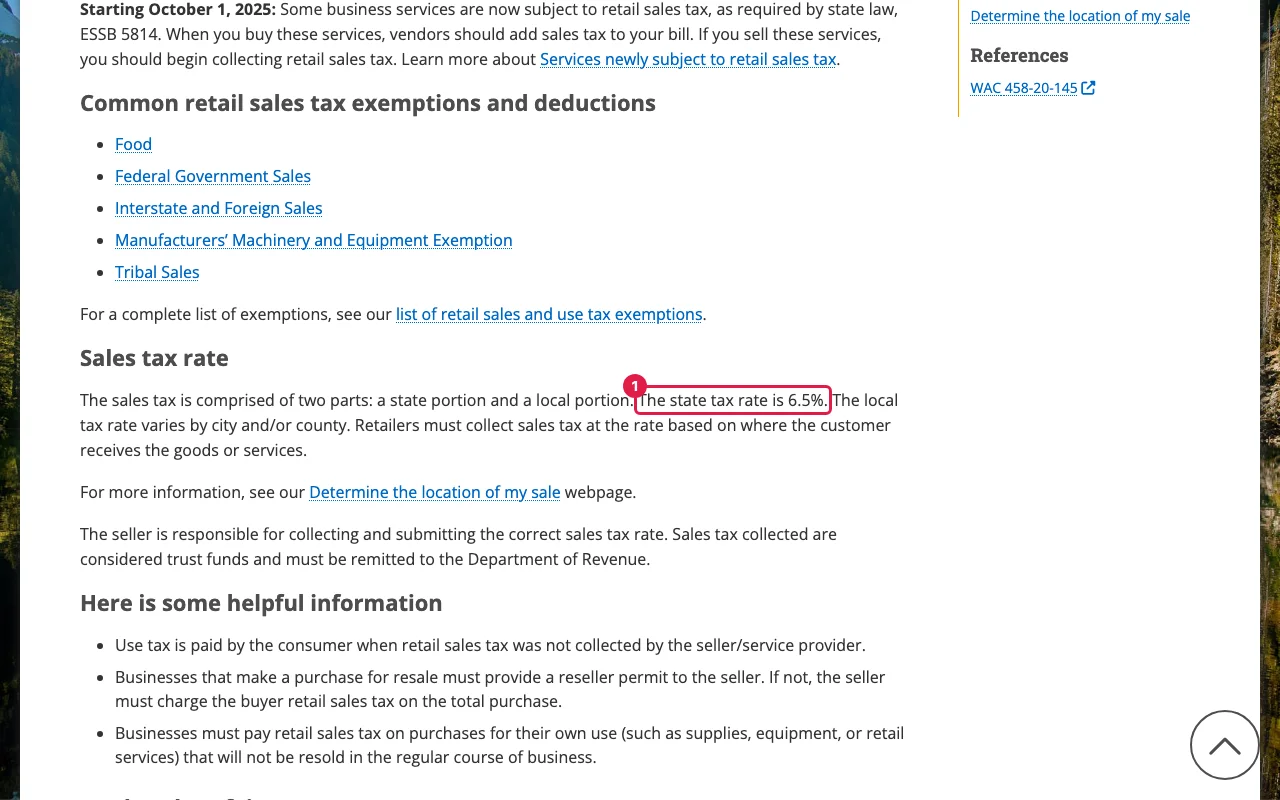 Starting October 1, 2025: Some business services are now subject to retail sales tax, as required by state law,
ESSB 5814. When you buy these services, vendors should add sales tax to your bill. If you sell these services,
you should begin collecting retail sales tax. Learn more about Services newly subject to retail sales tax.
Common retail sales tax exemptions and deductions
Food
Federal Government Sales
Interstate and Foreign Sales
Manufacturers’ Machinery and Equipment Exemption
Tribal Sales
For a complete list of exemptions, see our list of retail sales and use tax exemptions.
Sales tax rate
1
The sales tax is comprised of two parts: a state portion and a local portion. The state tax rate is 6.5%. The local
tax rate varies by city and/or county. Retailers must collect sales tax at the rate based on where the customer
receives the goods or services.
For more information, see our Determine the location of my sale webpage.
The seller is responsible for collecting and submitting the correct sales tax rate. Sales tax collected are
considered trust funds and must be remitted to the Department of Revenue.
Here is some helpful information
Use tax is paid by the consumer when retail sales tax was not collected by the seller/service provider.
Businesses that make a purchase for resale must provide a reseller permit to the seller. If not, the seller
must charge the buyer retail sales tax on the total purchase.
Businesses must pay retail sales tax on purchases for their own use (such as supplies, equipment, or retail
services) that will not be resold in the regular course of business.
Determine the location of my sale
References
WAC 458-20-145